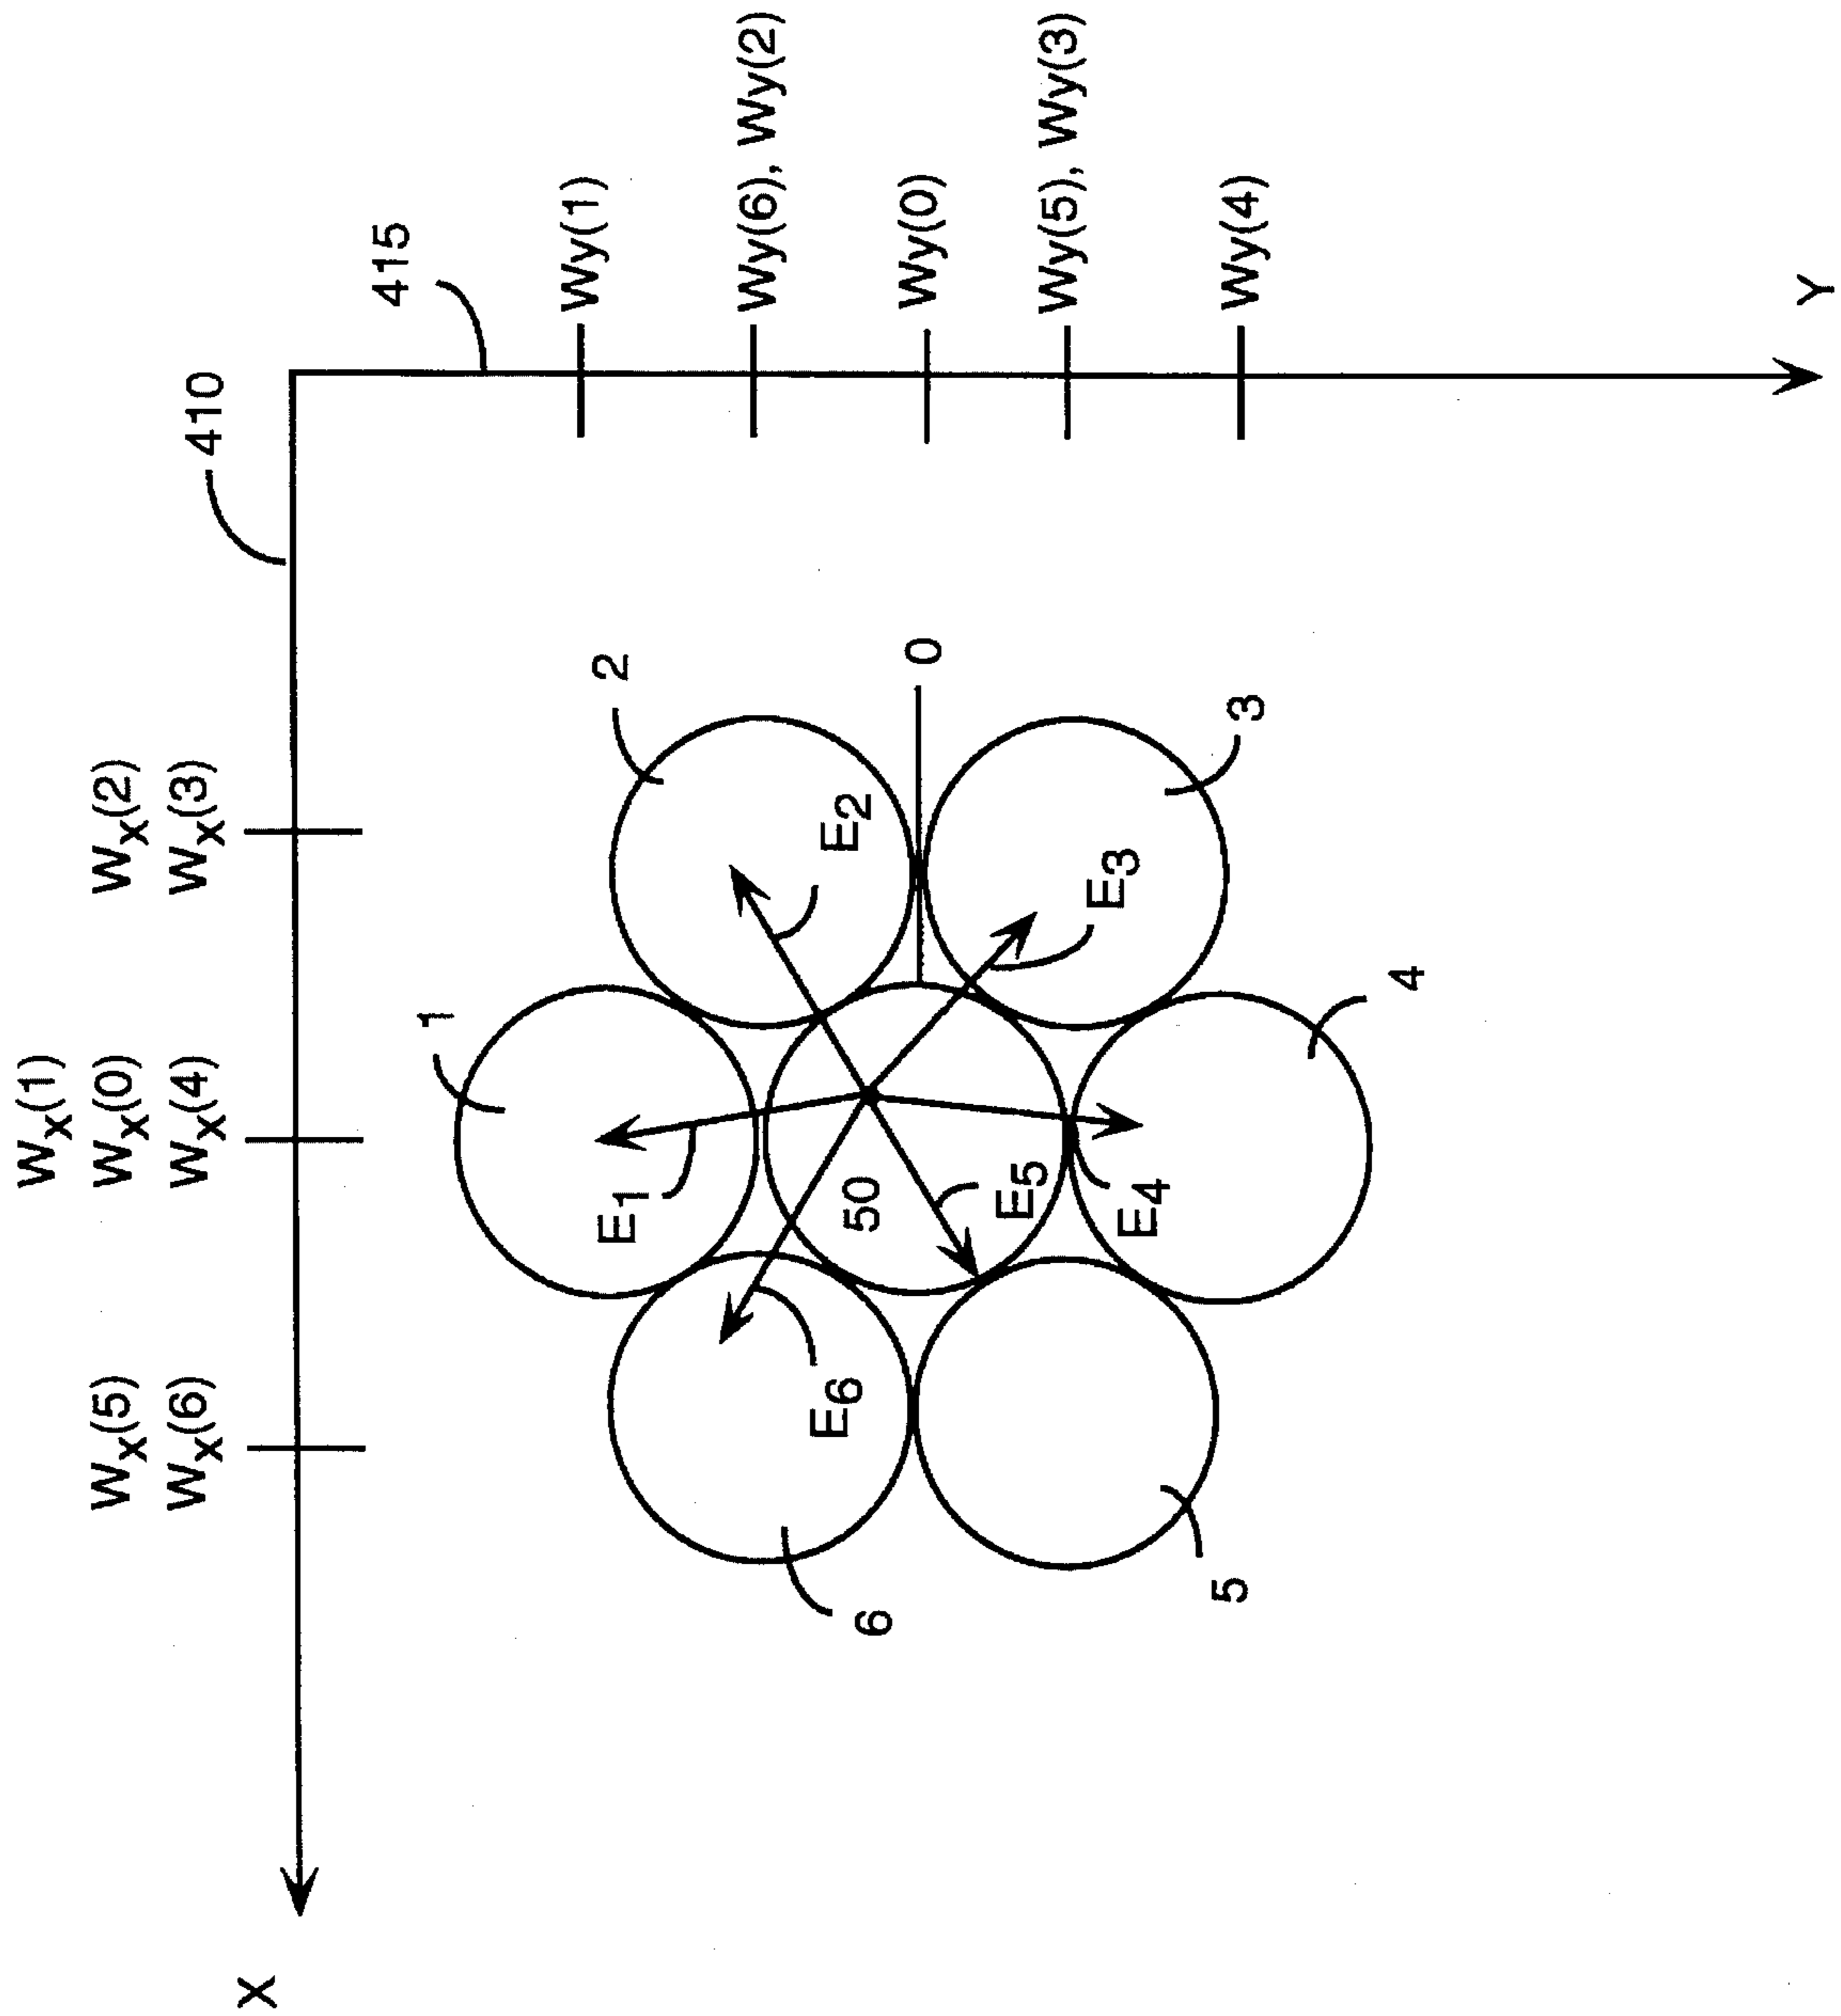 X
Wx(5)
Wx(6)
Wx(1)
Wx(0)
Wx(4)
Wx(2)
Wx(3)
410
415
Wy(1)
Wy(6), Wy(2)
Wy(0)
Wy(5), Wy(3)
Wy(4)
Y
1
2
0
3
4
5
6
E1
E2
E3
E4
E5
E6
50